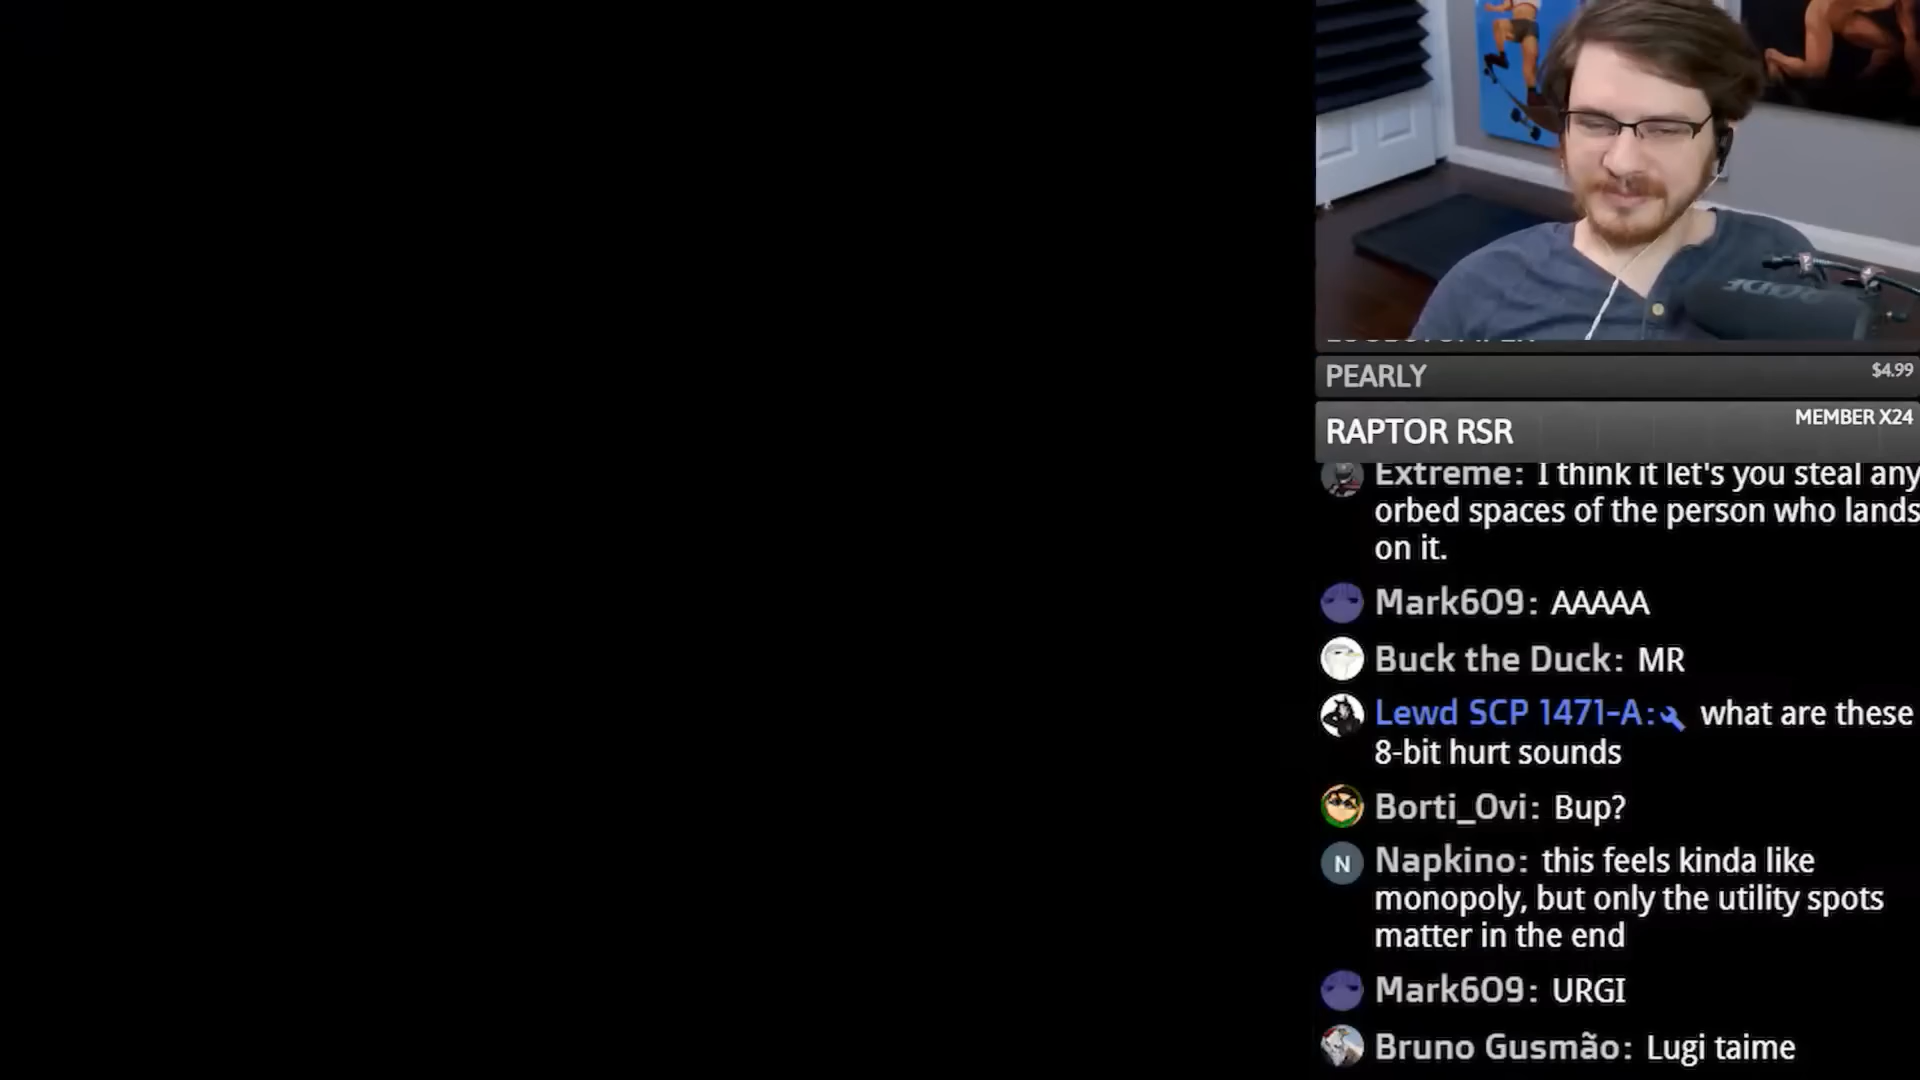 PEARLY
$4.99
RAPTOR RSR
MEMBER X24
Extreme: I think it let's you steal any
orbed spaces of the person who lands
on it.
Mark609: AAAAA
Buck the Duck: MR
Lewd SCP 1471-A: what are these
8-bit hurt sounds
Borti_Ovi: Bup?
N
Napkino: this feels kinda like
monopoly, but only the utility spots
matter in the end
Mark609: URGI
Bruno Gusmão: Lugi taime
RODE